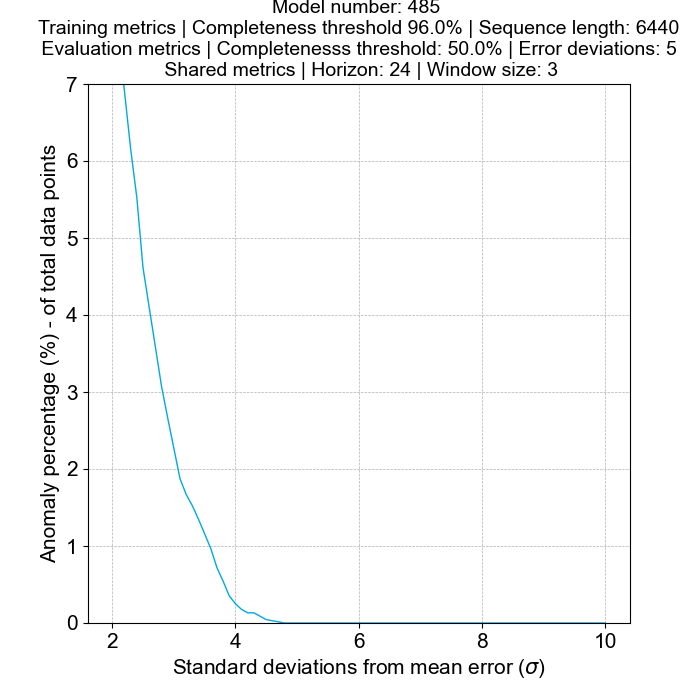 Model number: 485
Training metrics | Completeness threshold 96.0% | Sequence length: 6440
Evaluation metrics | Completenesss threshold: 50.0% | Error deviations: 5
Shared metrics | Horizon: 24 | Window size: 3
7
6
5
4
3
2
1
0
Anomaly percentage (%) - of total data points
2 4 6 8 10
Standard deviations from mean error (σ)